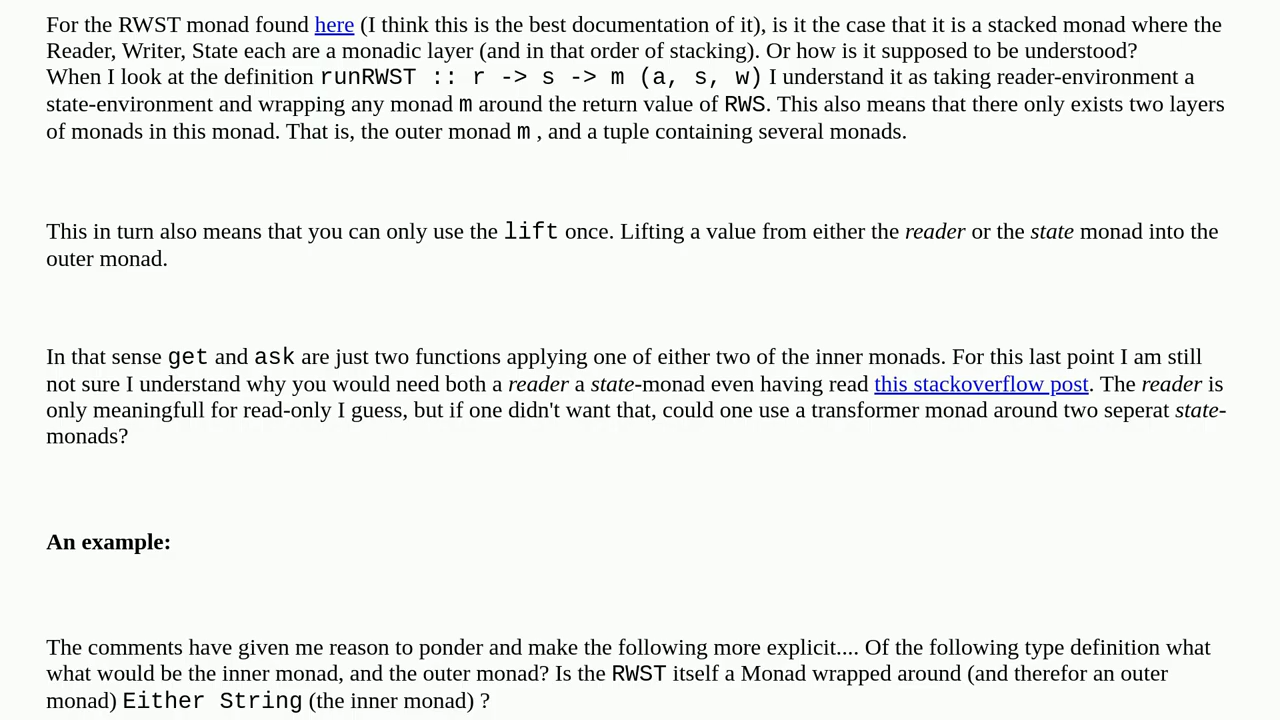 For the RWST monad found here (I think this is the best documentation of it), is it the case that it is a stacked monad where the
Reader, Writer, State each are a monadic layer (and in that order of stacking). Or how is it supposed to be understood?
When I look at the definition runRWST :: r -> s -> m (a, s, w) I understand it as taking reader-environment a
state-environment and wrapping any monad m around the return value of RWS. This also means that there only exists two layers
of monads in this monad. That is, the outer monad m , and a tuple containing several monads.
This in turn also means that you can only use the lift once. Lifting a value from either the reader or the state monad into the
outer monad.
In that sense get and ask are just two functions applying one of either two of the inner monads. For this last point I am still
not sure I understand why you would need both a reader a state-monad even having read this stackoverflow post. The reader is
only meaningfull for read-only I guess, but if one didn't want that, could one use a transformer monad around two seperat state-
monads?
An example:
The comments have given me reason to ponder and make the following more explicit.... Of the following type definition what
what would be the inner monad, and the outer monad? Is the RWST itself a Monad wrapped around (and therefor an outer
monad) Either String (the inner monad) ?